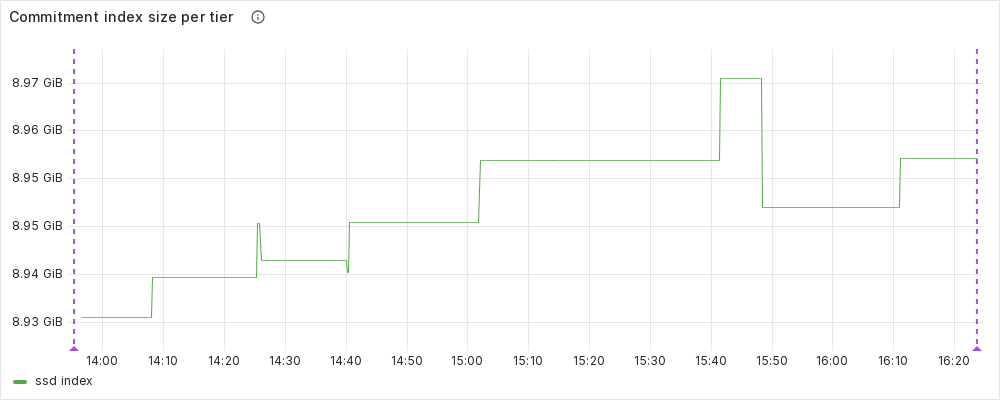 Commitment index size per tier
8.97 GiB
8.96 GiB
8.95 GiB
8.95 GiB
8.94 GiB
8.93 GiB
14:00 14:10 14:20 14:30 14:40 14:50 15:00 15:10 15:20 15:30 15:40 15:50 16:00 16:10 16:20
ssd index